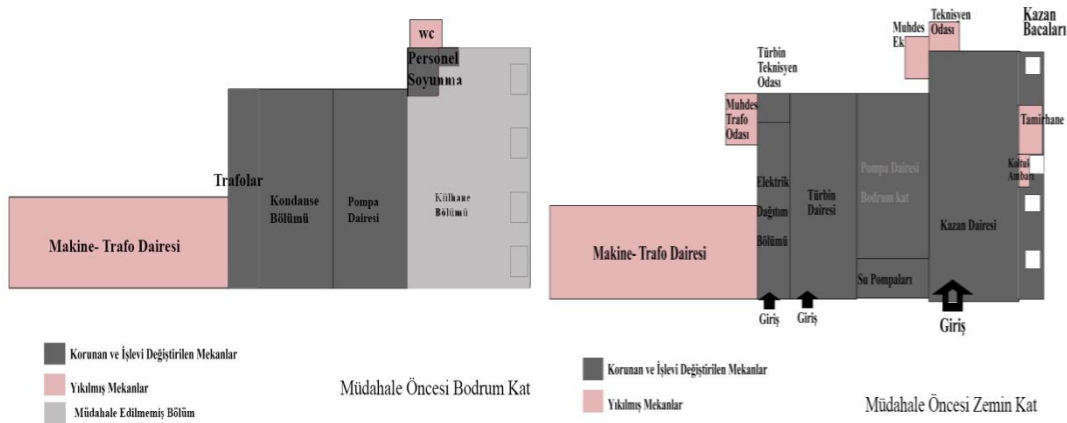 wc
Personel
Soyunma
Trafolar
Kondanse
Bölümü
Pompa
Dairesi
Külhane
Bölümü
Makine- Trafo Dairesi
Korunan ve İşlevi Değiştirilen Mekanlar
Yıkılmış Mekanlar
Müdahale Edilmemiş Bölüm
Müdahale Öncesi Bodrum Kat
Kazan
Bacaları
Teknisyen
Odası
Muhdes
Ek
Türbin
Teknisyen
Odası
Muhdes
Trafo
Odası
Tamirhane
Koltuk
Ambarı
Elektrik
Dağıtım
Bölümü
Türbin
Dairesi
Pompa Dairesi
Bodrum kat
Kazan Dairesi
Makine- Trafo Dairesi
Su Pompaları
Giriş
Giriş
Giriş
Korunan ve İşlevi Değiştirilen Mekanlar
Yıkılmış Mekanlar
Müdahale Öncesi Zemin Kat